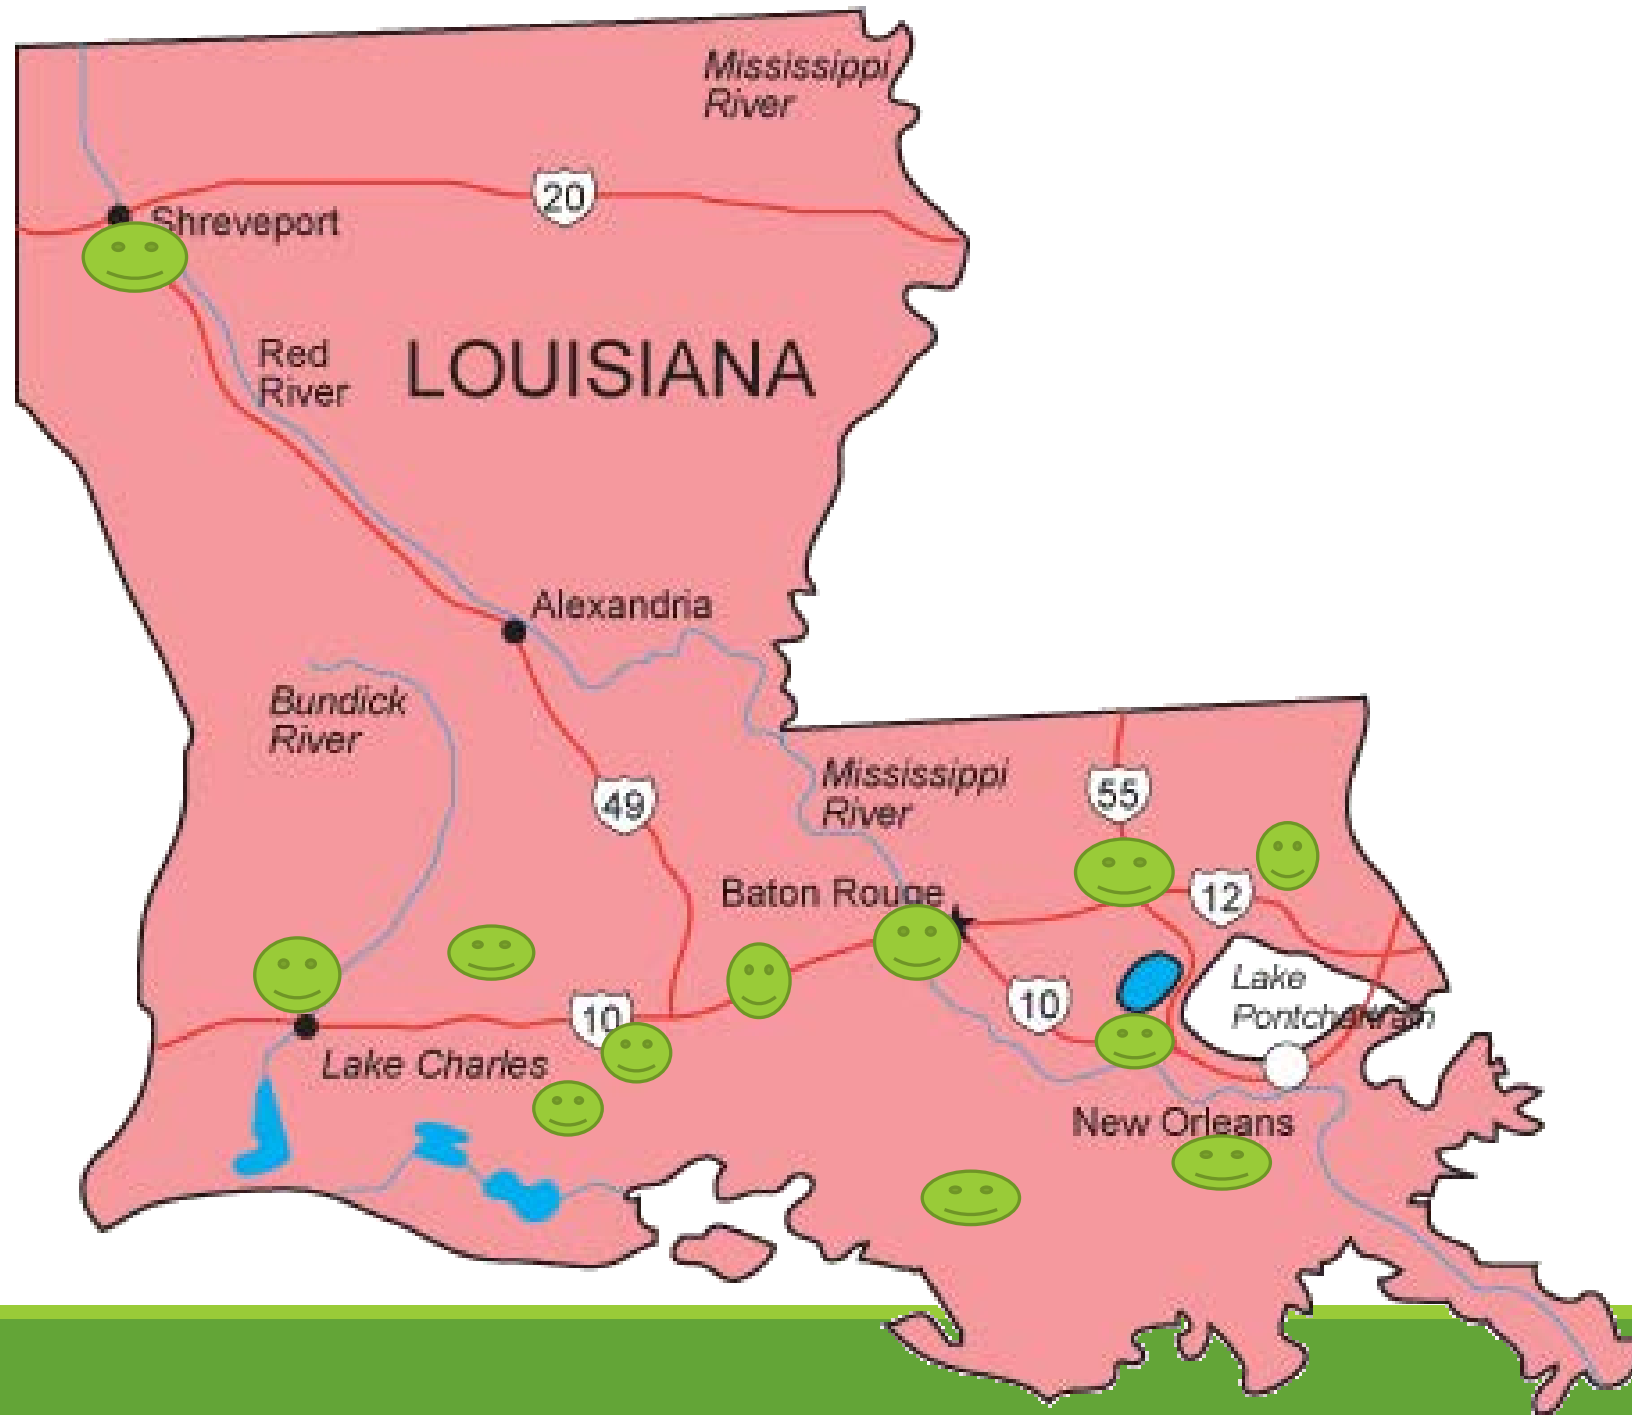 Mississippi
River
20
Shreveport
Red
River
LOUISIANA
Alexandria
Bundick
River
49
Mississippi
River
55
Baton Rouge
12
Lake
Pontchartrain
10
10
Lake Charles
New Orleans